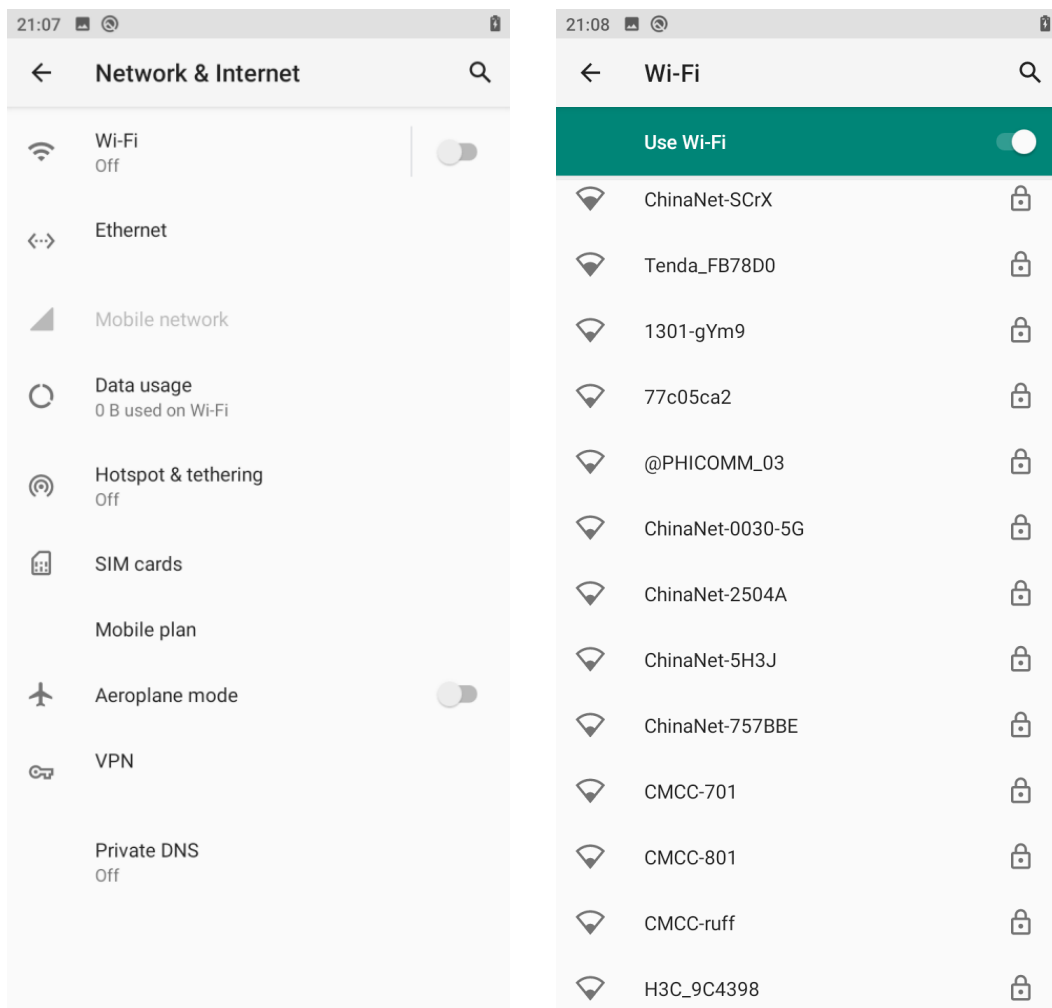 21:07
Network & Internet
Wi-Fi
Off
Ethernet
Mobile network
Data usage
0 B used on Wi-Fi
Hotspot & tethering
Off
SIM cards
Mobile plan
Aeroplane mode
VPN
Private DNS
Off
21:08
Wi-Fi
Use Wi-Fi
ChinaNet-SCrX
Tenda_FB78D0
1301-gYm9
77c05ca2
@PHICOMM_03
ChinaNet-0030-5G
ChinaNet-2504A
ChinaNet-5H3J
ChinaNet-757BBE
CMCC-701
CMCC-801
CMCC-ruff
H3C_9C4398